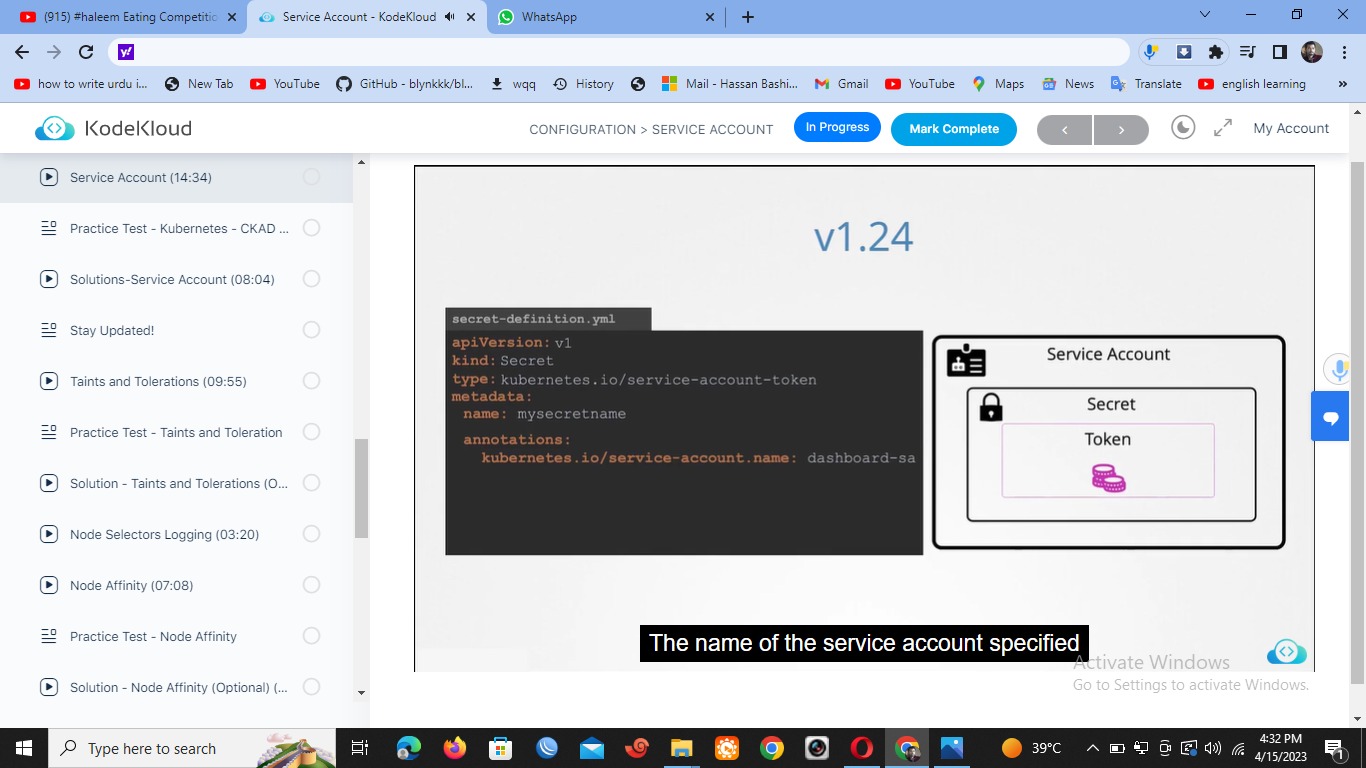 (915) #haleem Eating Competitio
Service Account - KodeKloud
WhatsApp
y!
how to write urdu i...
New Tab
YouTube
GitHub - blynkkk/bl...
wqq
History
Mail - Hassan Bashi...
Gmail
YouTube
Maps
News
Translate
english learning
»
KodeKloud
CONFIGURATION > SERVICE ACCOUNT
In Progress
Mark Complete
My Account
Service Account (14:34)
Practice Test - Kubernetes - CKAD ...
Solutions-Service Account (08:04)
Stay Updated!
Taints and Tolerations (09:55)
Practice Test - Taints and Toleration
Solution - Taints and Tolerations (O...
Node Selectors Logging (03:20)
Node Affinity (07:08)
Practice Test - Node Affinity
Solution - Node Affinity (Optional) (...
v1.24
secret-definition.yml
apiVersion: v1
kind: Secret
type: kubernetes.io/service-account-token
metadata:
name: mysecretname
annotations:
kubernetes.io/service-account.name: dashboard-sa
Service Account
Secret
Token
The name of the service account specified
Activate Windows
Go to Settings to activate Windows.
Type here to search
39°C
4:32 PM
4/15/2023
1